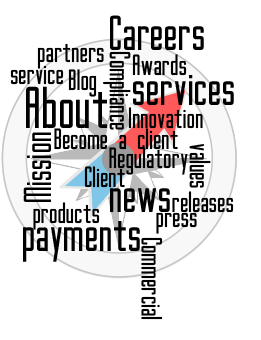 Careers
partners
Compliance
Awards
service
Blog
services
About
Innovation
Become a client
Mission
Regulatory
values
Client
news
releases
products
press
payments
Commercial